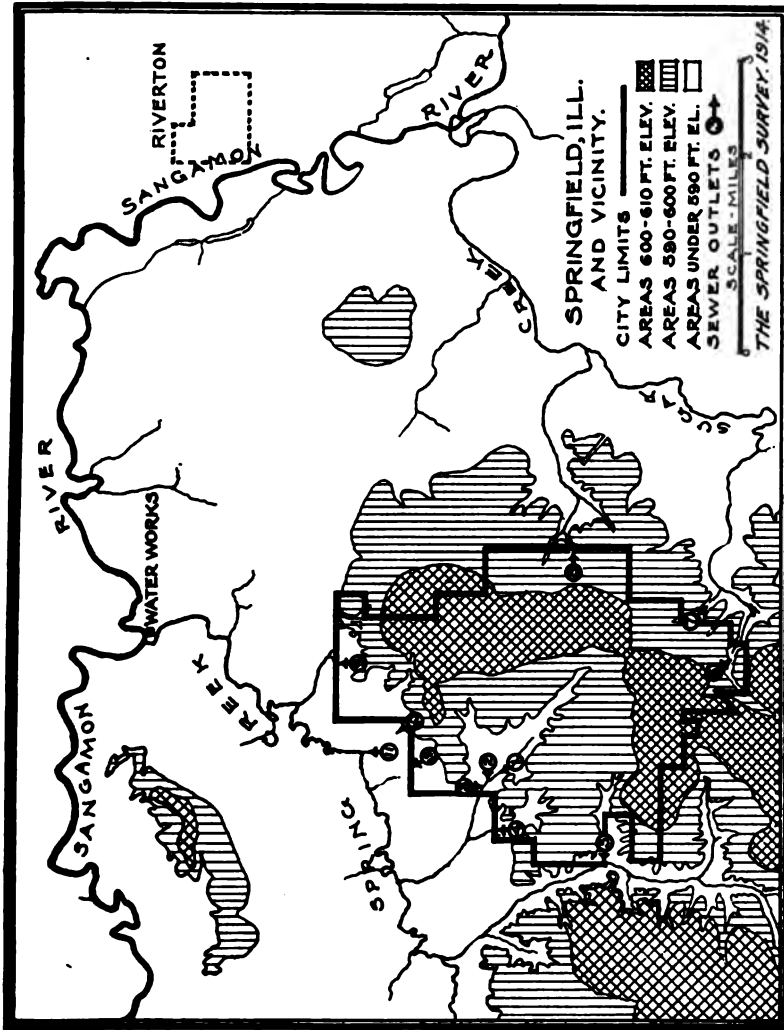 SANGAMON
RIVER
WATER WORKS
SANGAMON
RIVER
RIVERTON
SPRING
CREEK
SUGAR
CREEK
SPRINGFIELD, ILL.
AND VICINITY.
CITY LIMITS
AREAS 600-610 FT. ELEV.
AREAS 590-600 FT. ELEV.
AREAS UNDER 590 FT. EL.
SEWER OUTLETS
SCALE-MILES
0 1 2 3
THE SPRINGFIELD SURVEY. 1914.